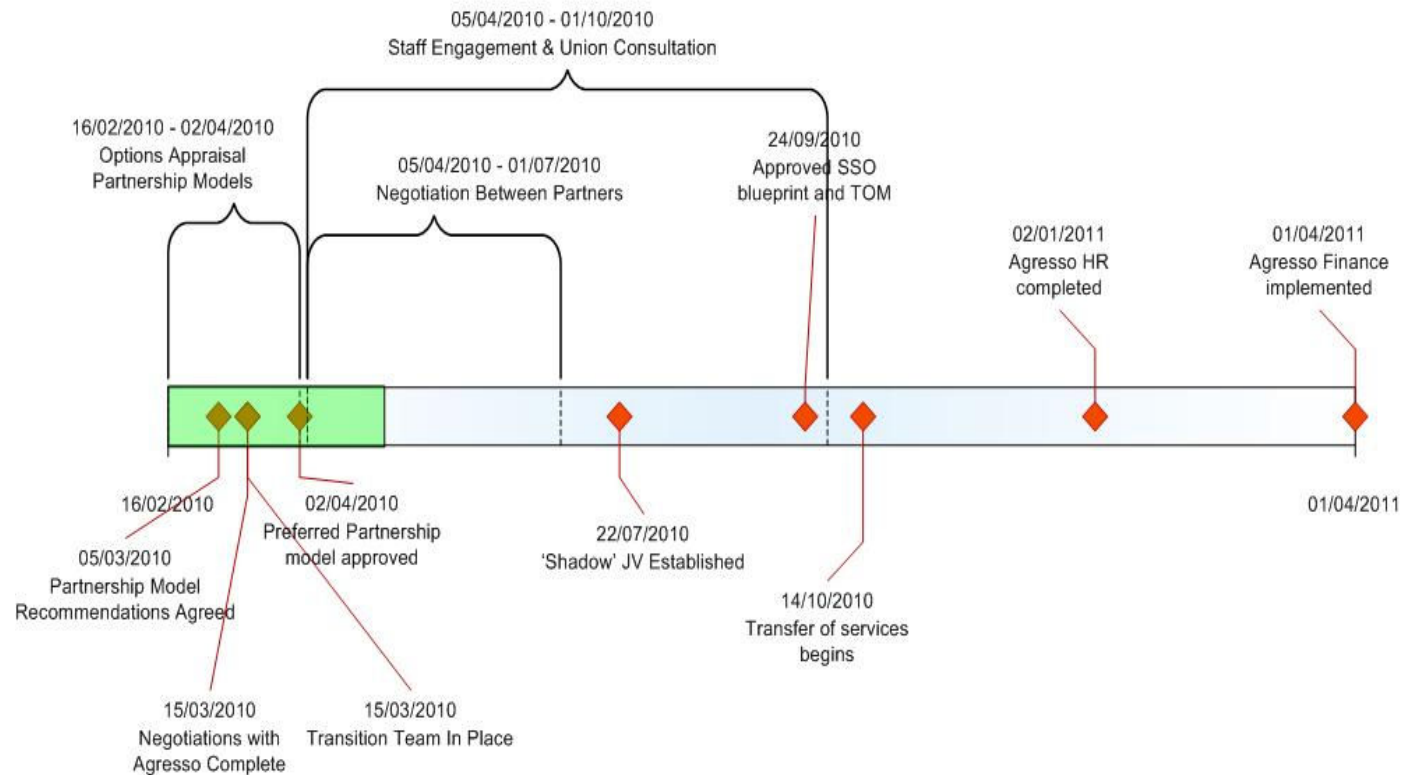 05/04/2010 - 01/10/2010
Staff Engagement & Union Consultation
16/02/2010 - 02/04/2010
Options Appraisal
Partnership Models
05/04/2010 - 01/07/2010
Negotiation Between Partners
24/09/2010
Approved SSO
blueprint and TOM
02/01/2011
Agresso HR
completed
01/04/2011
Agresso Finance
implemented
16/02/2010
01/04/2011
05/03/2010
Partnership Model
Recommendations Agreed
02/04/2010
Preferred Partnership
model approved
22/07/2010
‘Shadow’ JV Established
14/10/2010
Transfer of services
begins
15/03/2010
Negotiations with
Agresso Complete
15/03/2010
Transition Team In Place